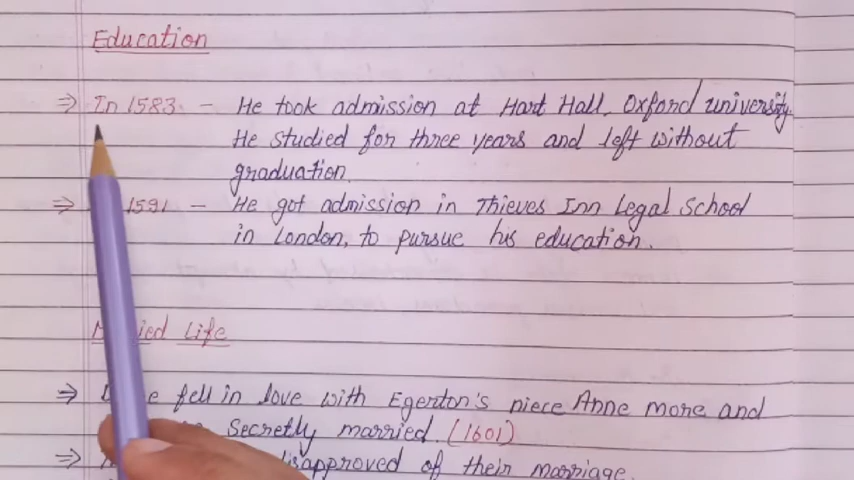 Education
⇒ In 1583 - He took admission at Hart Hall, Oxford university.
He studied for three years and left without
graduation.
⇒ 1591 - He got admission in Thieves Inn Legal School
in London, to pursue his education.
Life
⇒ fell in love with Egerton's piece Anne more and
Secretly married. (1601)
⇒ disapproved of their marriage.